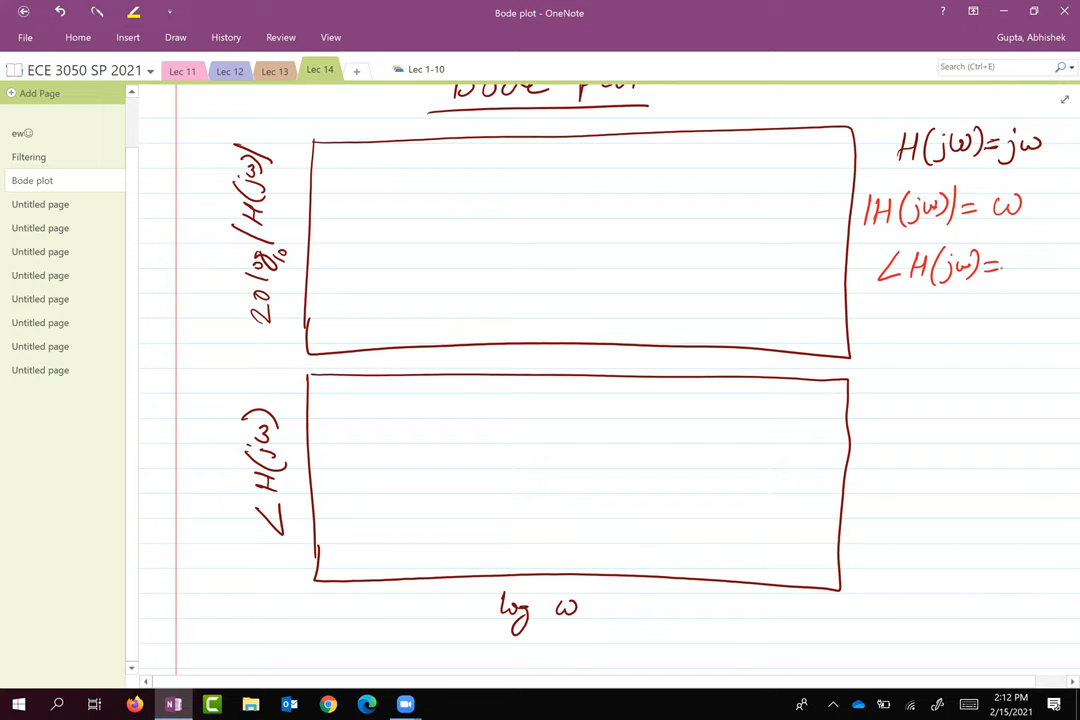 Bode plot - OneNote
?
File Home Insert Draw History Review View
Gupta, Abhishek
ECE 3050 SP 2021
Lec 11
Lec 12
Lec 13
Lec 14
+
Lec 1-10
Search (Ctrl+E)
Add Page
ew☺
Filtering
Bode plot
Untitled page
Untitled page
Untitled page
Untitled page
Untitled page
Untitled page
Untitled page
Untitled page
Bode plot
20 log₁₀ |H(jω)|
H(jω)= jω
|H(jω)| = ω
∠H(jω)=
∠H(jω)
log ω
2:12 PM
2/15/2021